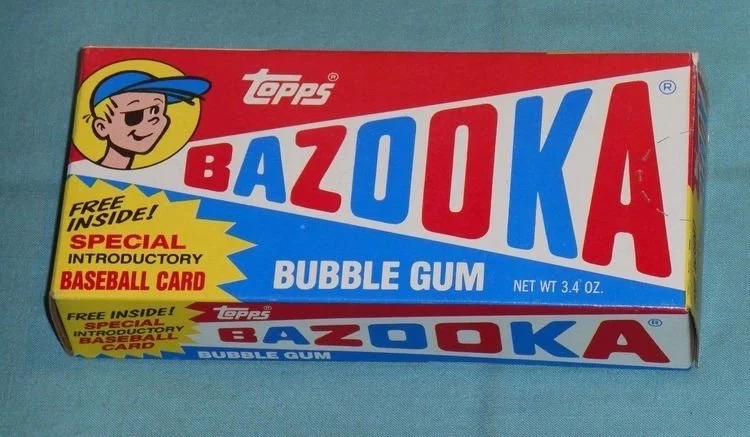 Topps®
BAZOOKA®
FREE
INSIDE!
SPECIAL
INTRODUCTORY
BASEBALL CARD
BUBBLE GUM
NET WT 3.4 OZ.
FREE INSIDE!
SPECIAL
INTRODUCTORY
BASEBALL
CARD
Topps®
BAZOOKA®
BUBBLE GUM